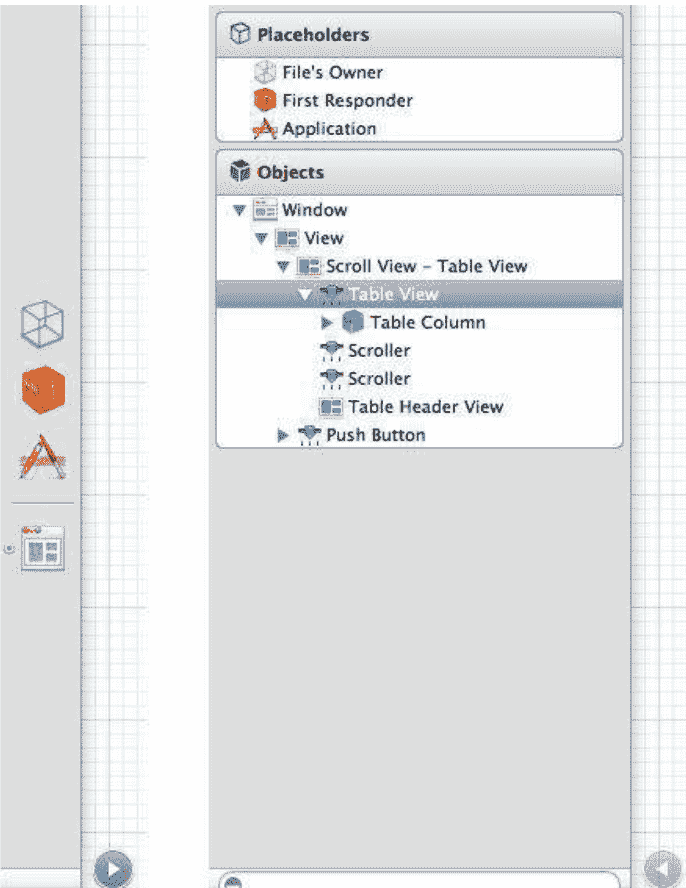 Placeholders
File's Owner
First Responder
Application
Objects
Window
View
Scroll View – Table View
Table View
Table Column
Scroller
Scroller
Table Header View
Push Button